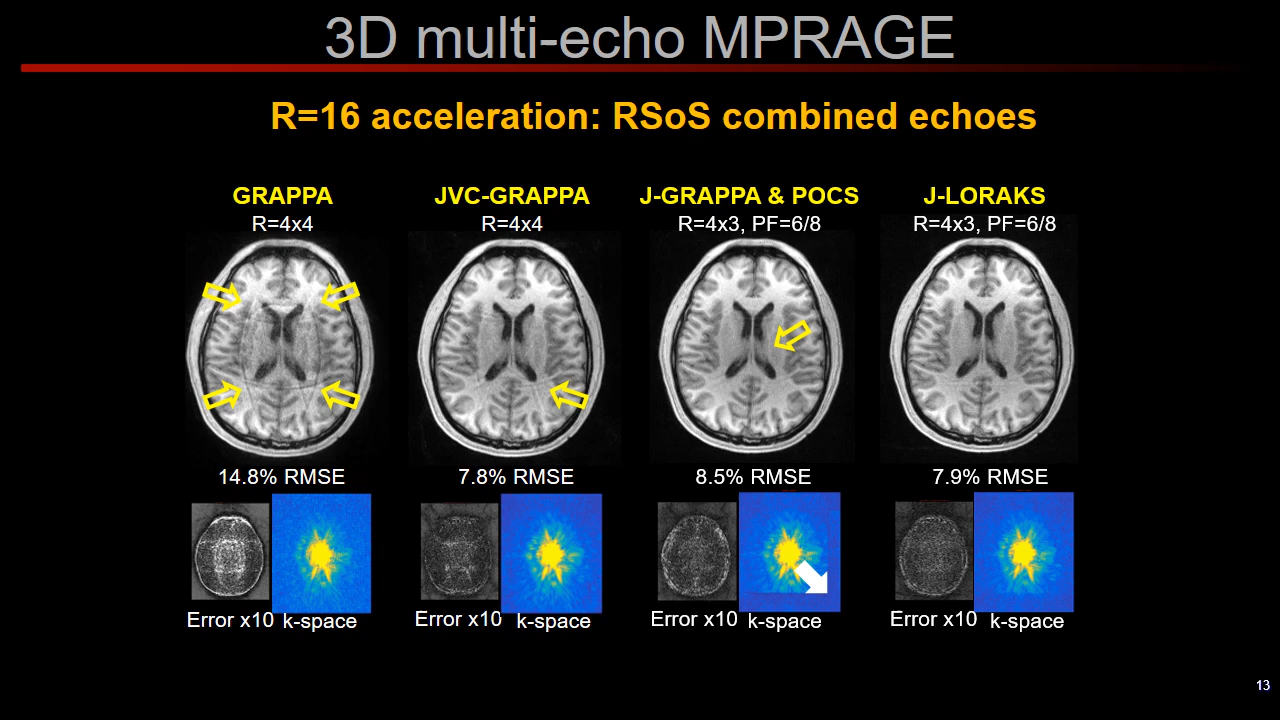 3D multi-echo MPRAGE
R=16 acceleration: RSoS combined echoes
GRAPPA
R=4x4
JVC-GRAPPA
R=4x4
J-GRAPPA & POCS
R=4x3, PF=6/8
J-LORAKS
R=4x3, PF=6/8
14.8% RMSE
7.8% RMSE
8.5% RMSE
7.9% RMSE
Error x10 k-space
Error x10 k-space
Error x10 k-space
Error x10 k-space
13